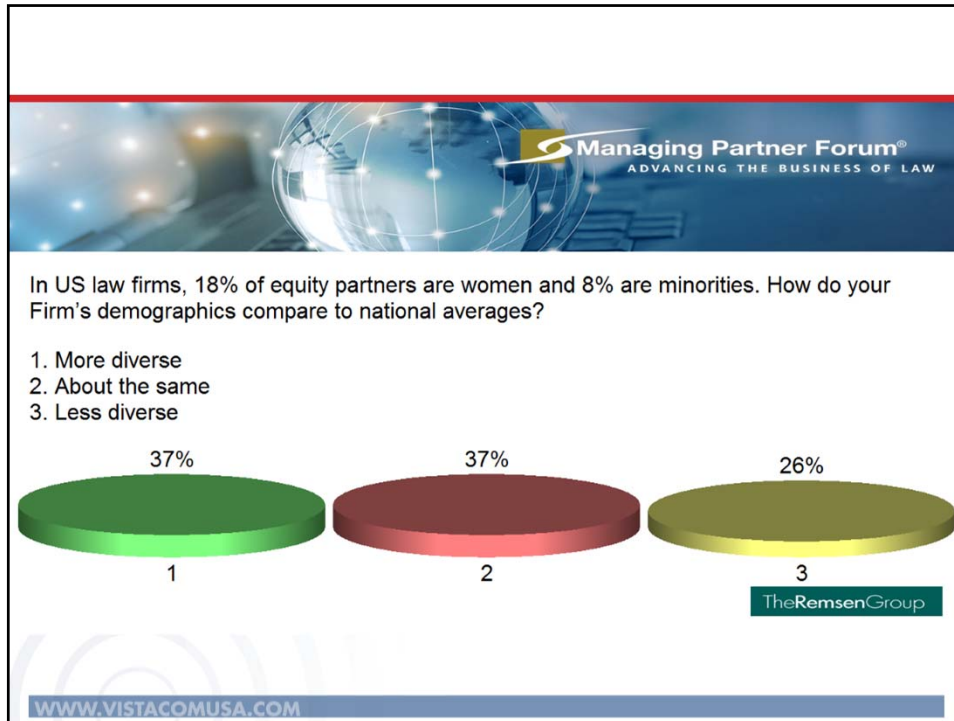 Managing Partner Forum®
ADVANCING THE BUSINESS OF LAW
In US law firms, 18% of equity partners are women and 8% are minorities. How do your
Firm's demographics compare to national averages?
1. More diverse
2. About the same
3. Less diverse
37%
37%
26%
1
2
3
TheRemsenGroup
WWW.VISTACOMUSA.COM